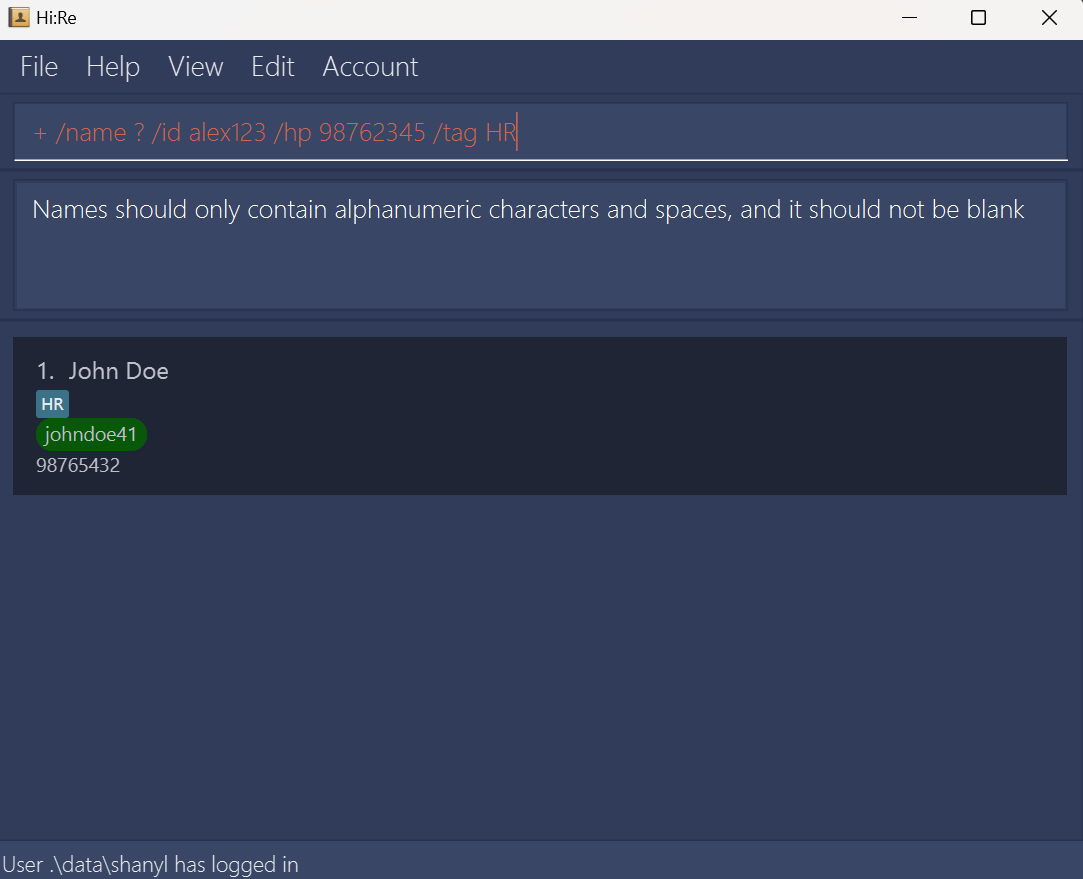 Hi:Re
File Help View Edit Account
+ /name ? /id alex123 /hp 98762345 /tag HR
Names should only contain alphanumeric characters and spaces, and it should not be blank
1. John Doe
HR
johndoe41
98765432
User .\data\shanyl has logged in